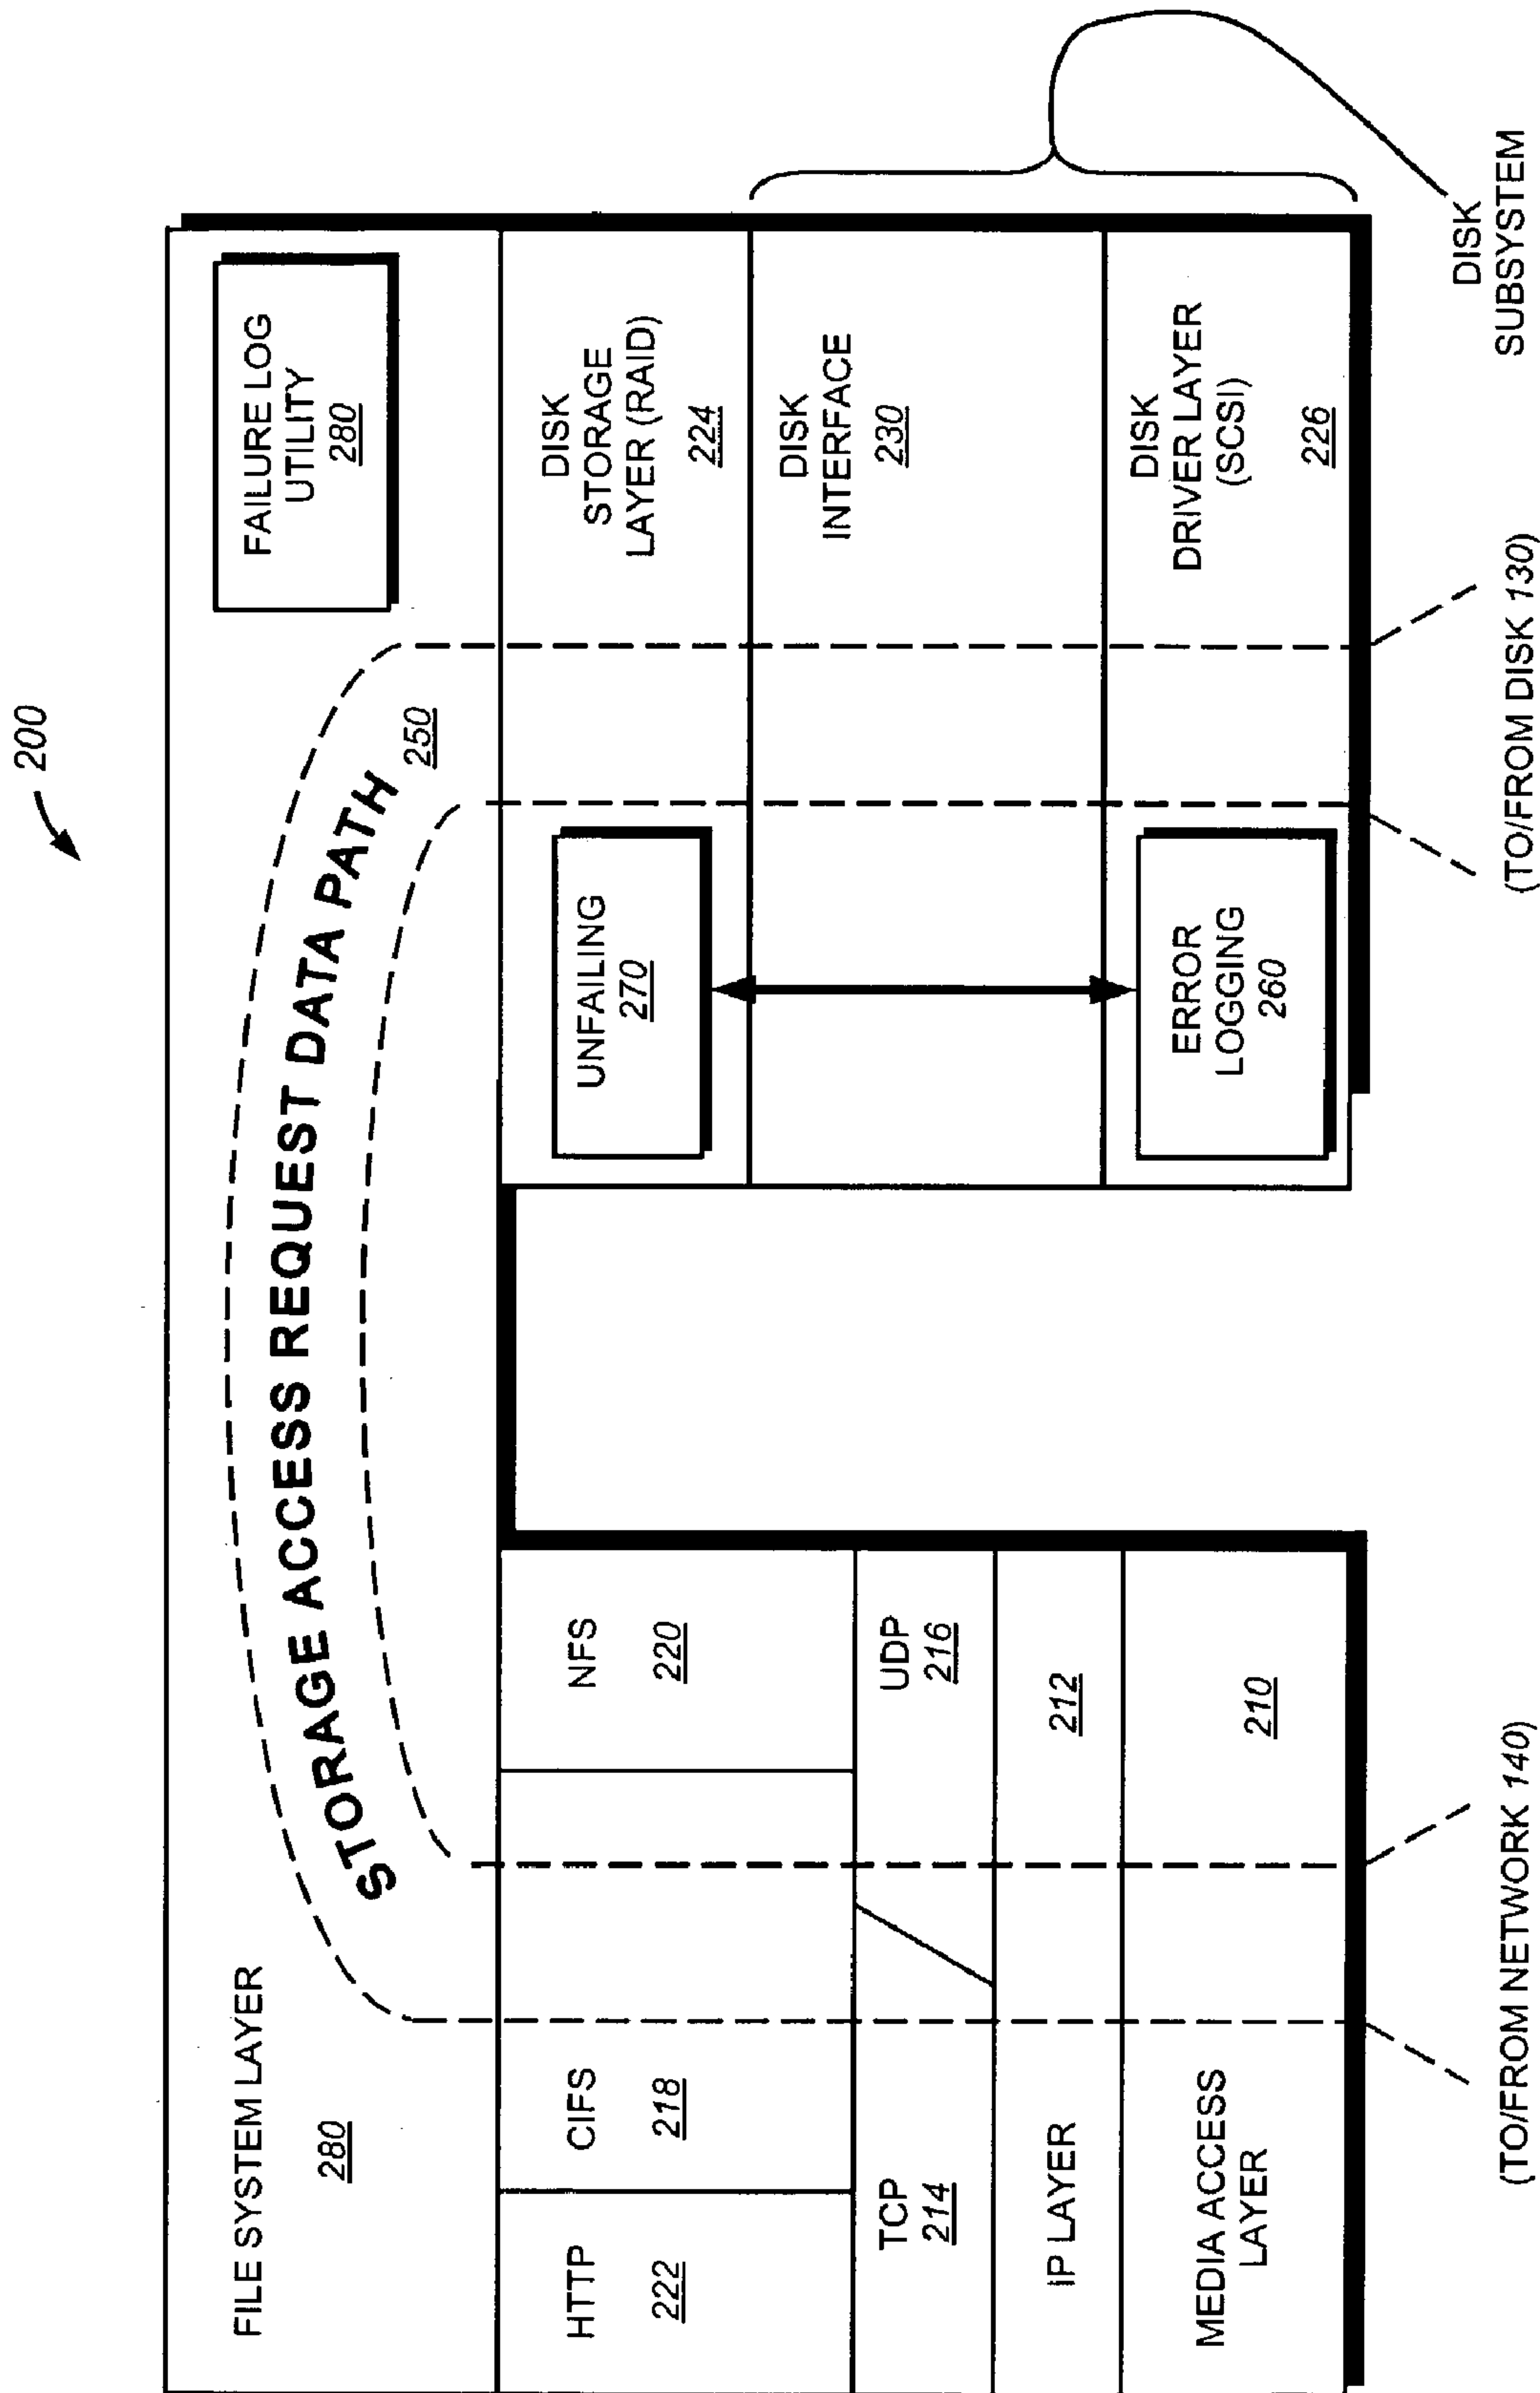 200
FILE SYSTEM LAYER
280
STORAGE ACCESS REQUEST DATA PATH
250
FAILURE LOG
UTILITY
280
HTTP
222
CIFS
218
NFS
220
TCP
214
UDP
216
IP LAYER
212
MEDIA ACCESS
LAYER
210
UNFAILING
270
ERROR
LOGGING
260
DISK
STORAGE
LAYER (RAID)
224
DISK
INTERFACE
230
DISK
DRIVER LAYER
(SCSI)
226
DISK
SUBSYSTEM
(TO/FROM NETWORK 140)
(TO/FROM DISK 130)